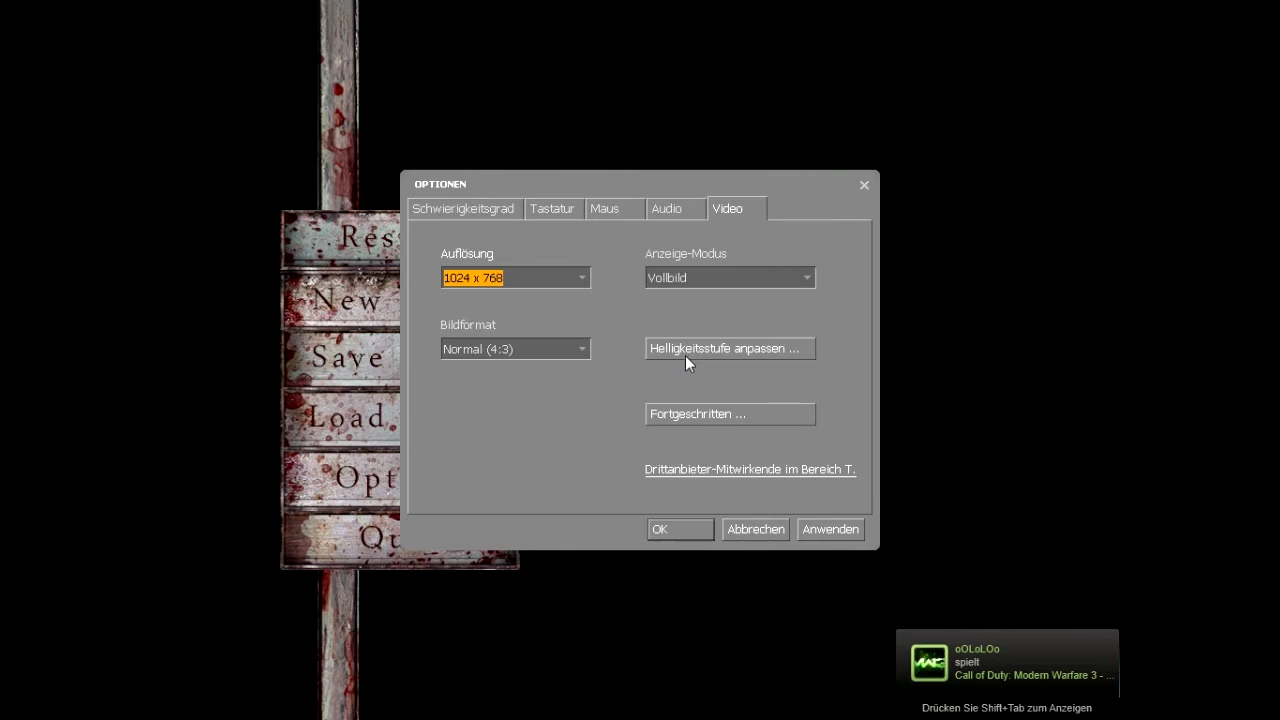 OPTIONEN
Schwierigkeitsgrad Tastatur Maus Audio Video
Auflösung Anzeige-Modus
1024 x 768 Vollbild
Bildformat
Normal (4:3) Helligkeitsstufe anpassen ...
Fortgeschritten ...
Drittanbieter-Mitwirkende im Bereich T.
OK Abbrechen Anwenden
Res
New
Save
Load
Opt
Qu
oOLoLOo
spielt
Call of Duty: Modern Warfare 3 - ...
Drücken Sie Shift+Tab zum Anzeigen